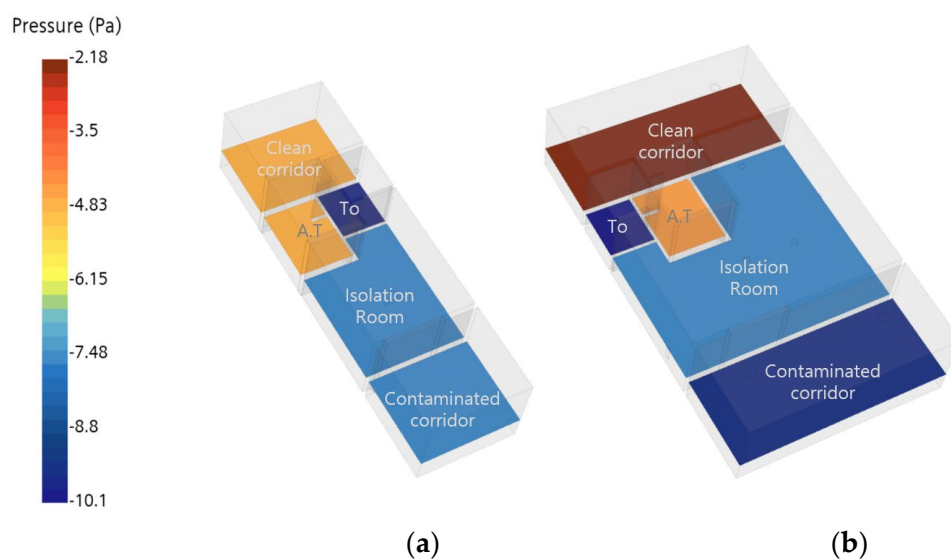 Pressure (Pa)
-2.18
-3.5
-4.83
-6.15
-7.48
-8.8
-10.1
Clean
corridor
To
A.T
Isolation
Room
Contaminated
corridor
(a)
Clean
corridor
To
A.T
Isolation
Room
Contaminated
corridor
(b)